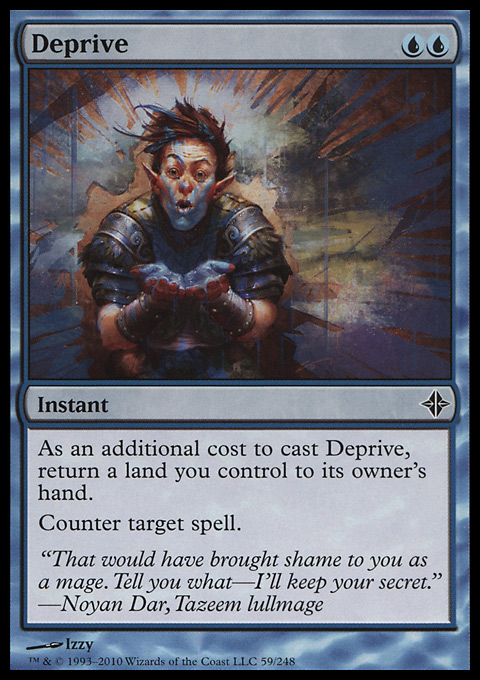 Deprive
Instant
As an additional cost to cast Deprive,
return a land you control to its owner's
hand.
Counter target spell.
"That would have brought shame to you as
a mage. Tell you what—I'll keep your secret."
—Noyan Dar, Tazeem lullmage
Izzy
™ & © 1993–2010 Wizards of the Coast LLC 59/248